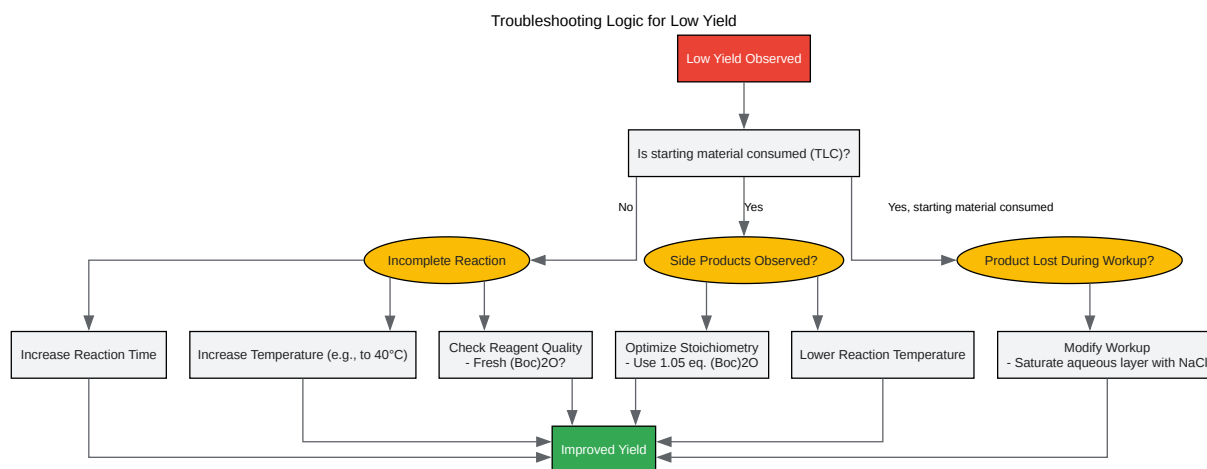 Troubleshooting Logic for Low Yield
Low Yield Observed
Is starting material consumed (TLC)?
No
Yes
Yes, starting material consumed
Incomplete Reaction
Side Products Observed?
Product Lost During Workup?
Increase Reaction Time
Increase Temperature (e.g., to 40°C)
Check Reagent Quality
- Fresh (Boc)2O?
Optimize Stoichiometry
- Use 1.05 eq. (Boc)2O
Lower Reaction Temperature
Modify Workup
- Saturate aqueous layer with NaCl
Improved Yield